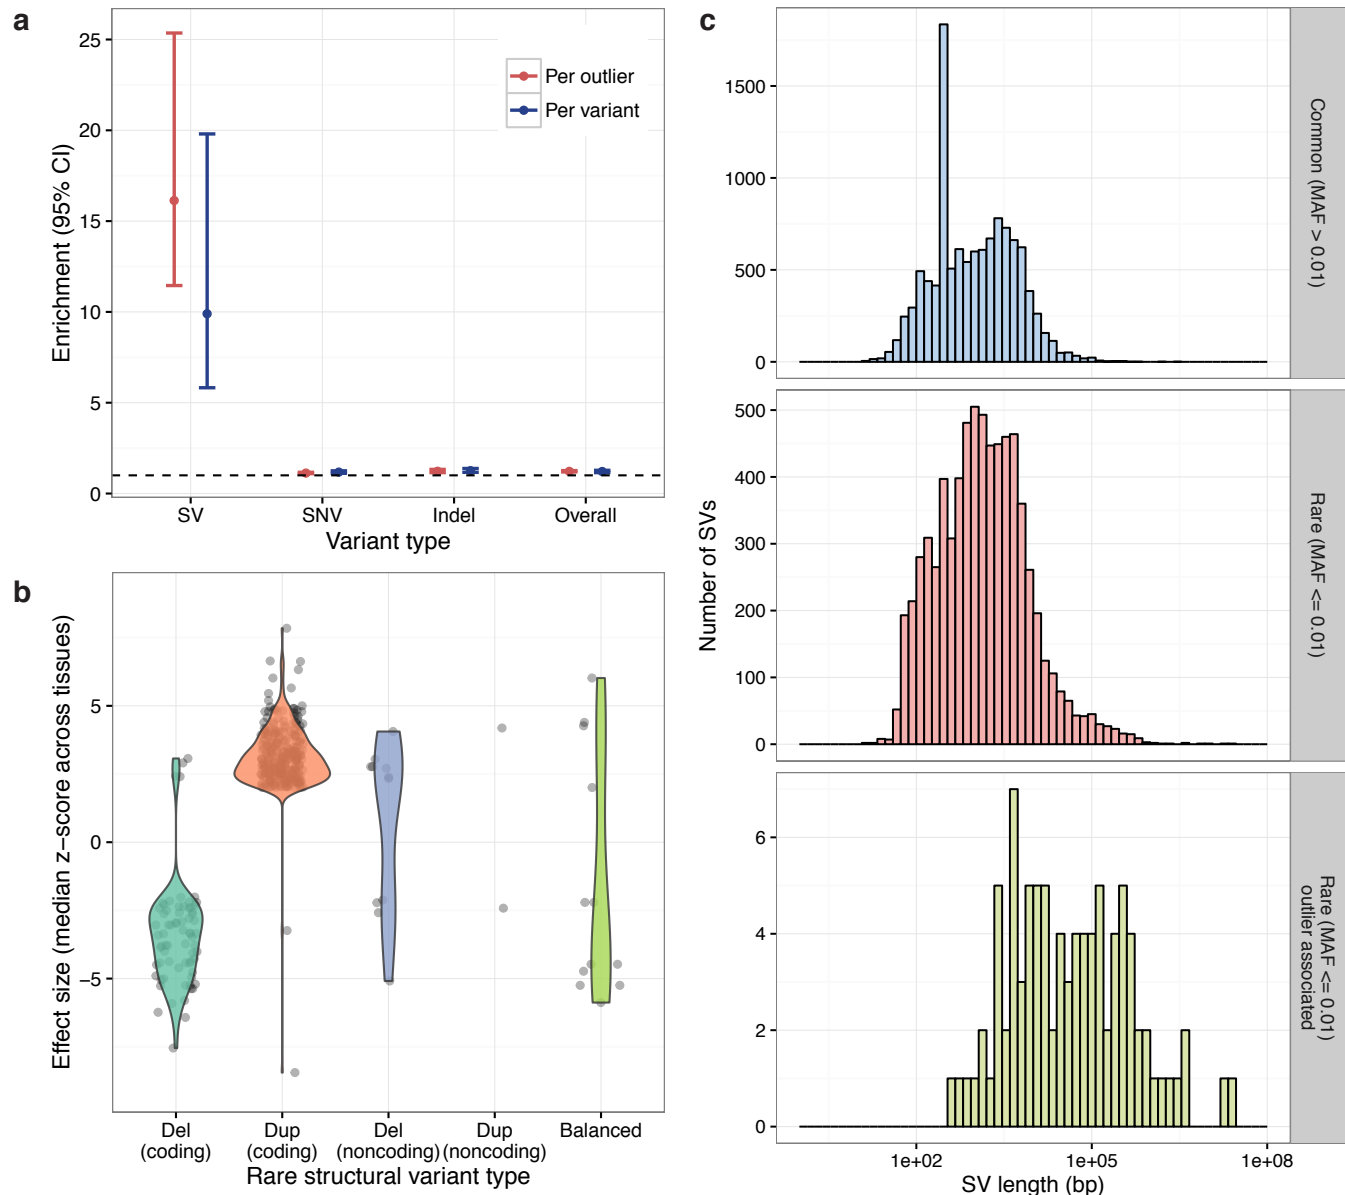 a
25
20
15
10
5
0
Enrichment (95% CI)
Per outlier
Per variant
SV
SNV
Indel
Overall
Variant type
b
5
0
−5
Effect size (median z−score across tissues)
Del
(coding)
Dup
(coding)
Del
(noncoding)
Dup
(noncoding)
Balanced
Rare structural variant type
c
1500
1000
500
0
Common (MAF > 0.01)
500
400
300
200
100
0
Number of SVs
Rare (MAF <= 0.01)
6
4
2
0
Rare (MAF <= 0.01)
outlier associated
1e+02
1e+05
1e+08
SV length (bp)